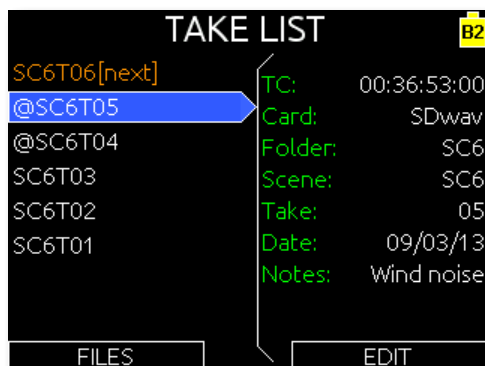 TAKE LIST
B2
SC6T06[next]
@SC6T05
@SC6T04
SC6T03
SC6T02
SC6T01
TC: 00:36:53:00
Card: SDwav
Folder: SC6
Scene: SC6
Take: 05
Date: 09/03/13
Notes: Wind noise
FILES
EDIT